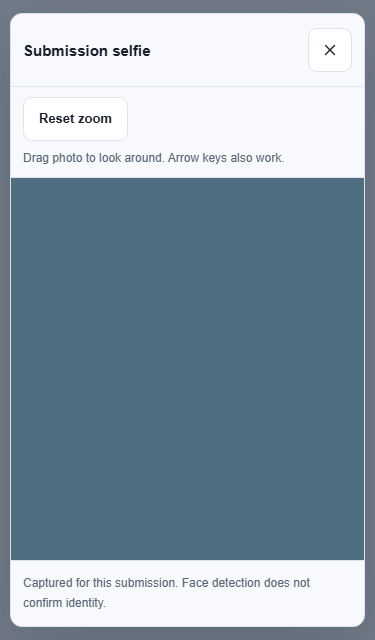 Submission selfie
Reset zoom
Drag photo to look around. Arrow keys also work.
Captured for this submission. Face detection does not
confirm identity.